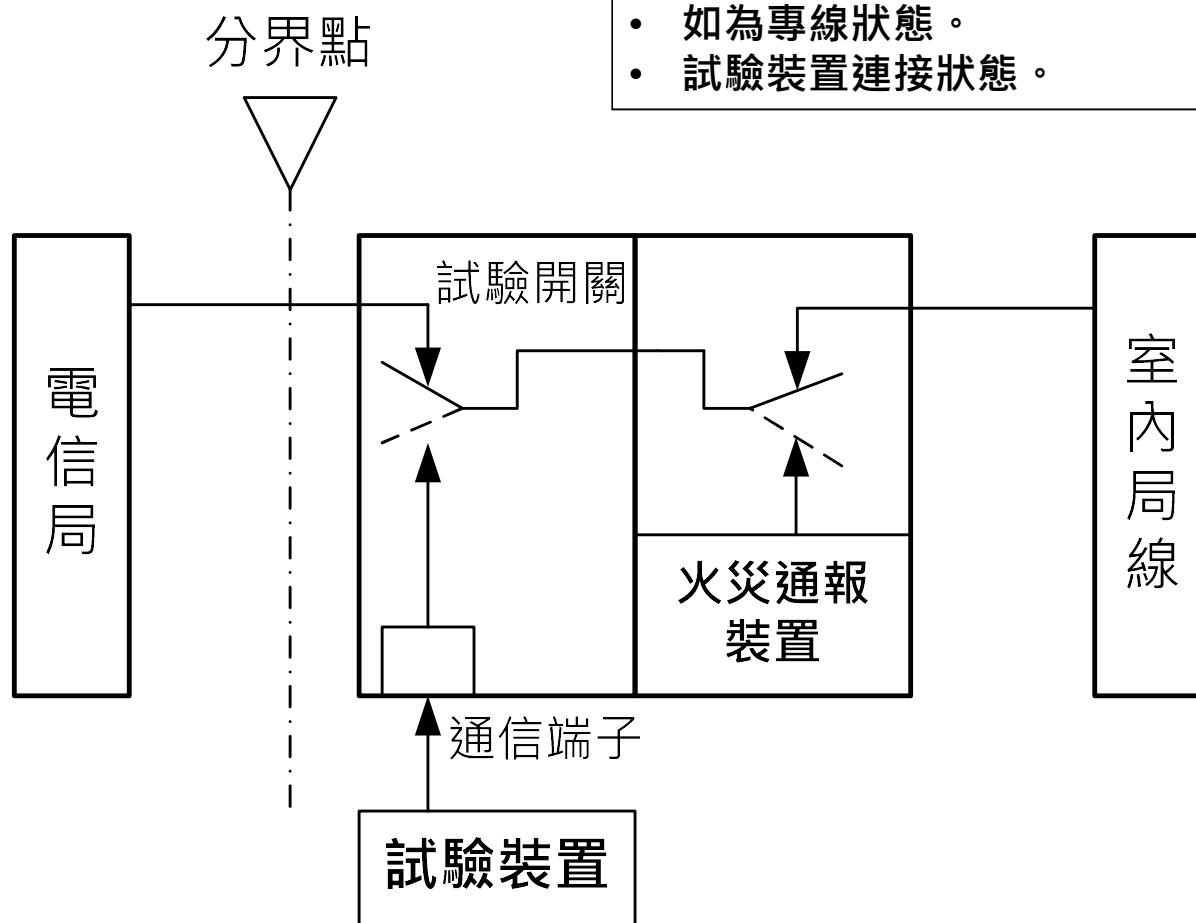 分界點
• 如為專線狀態。
• 試驗裝置連接狀態。
試驗開關
電信局
室內局線
火災通報
裝置
通信端子
試驗裝置